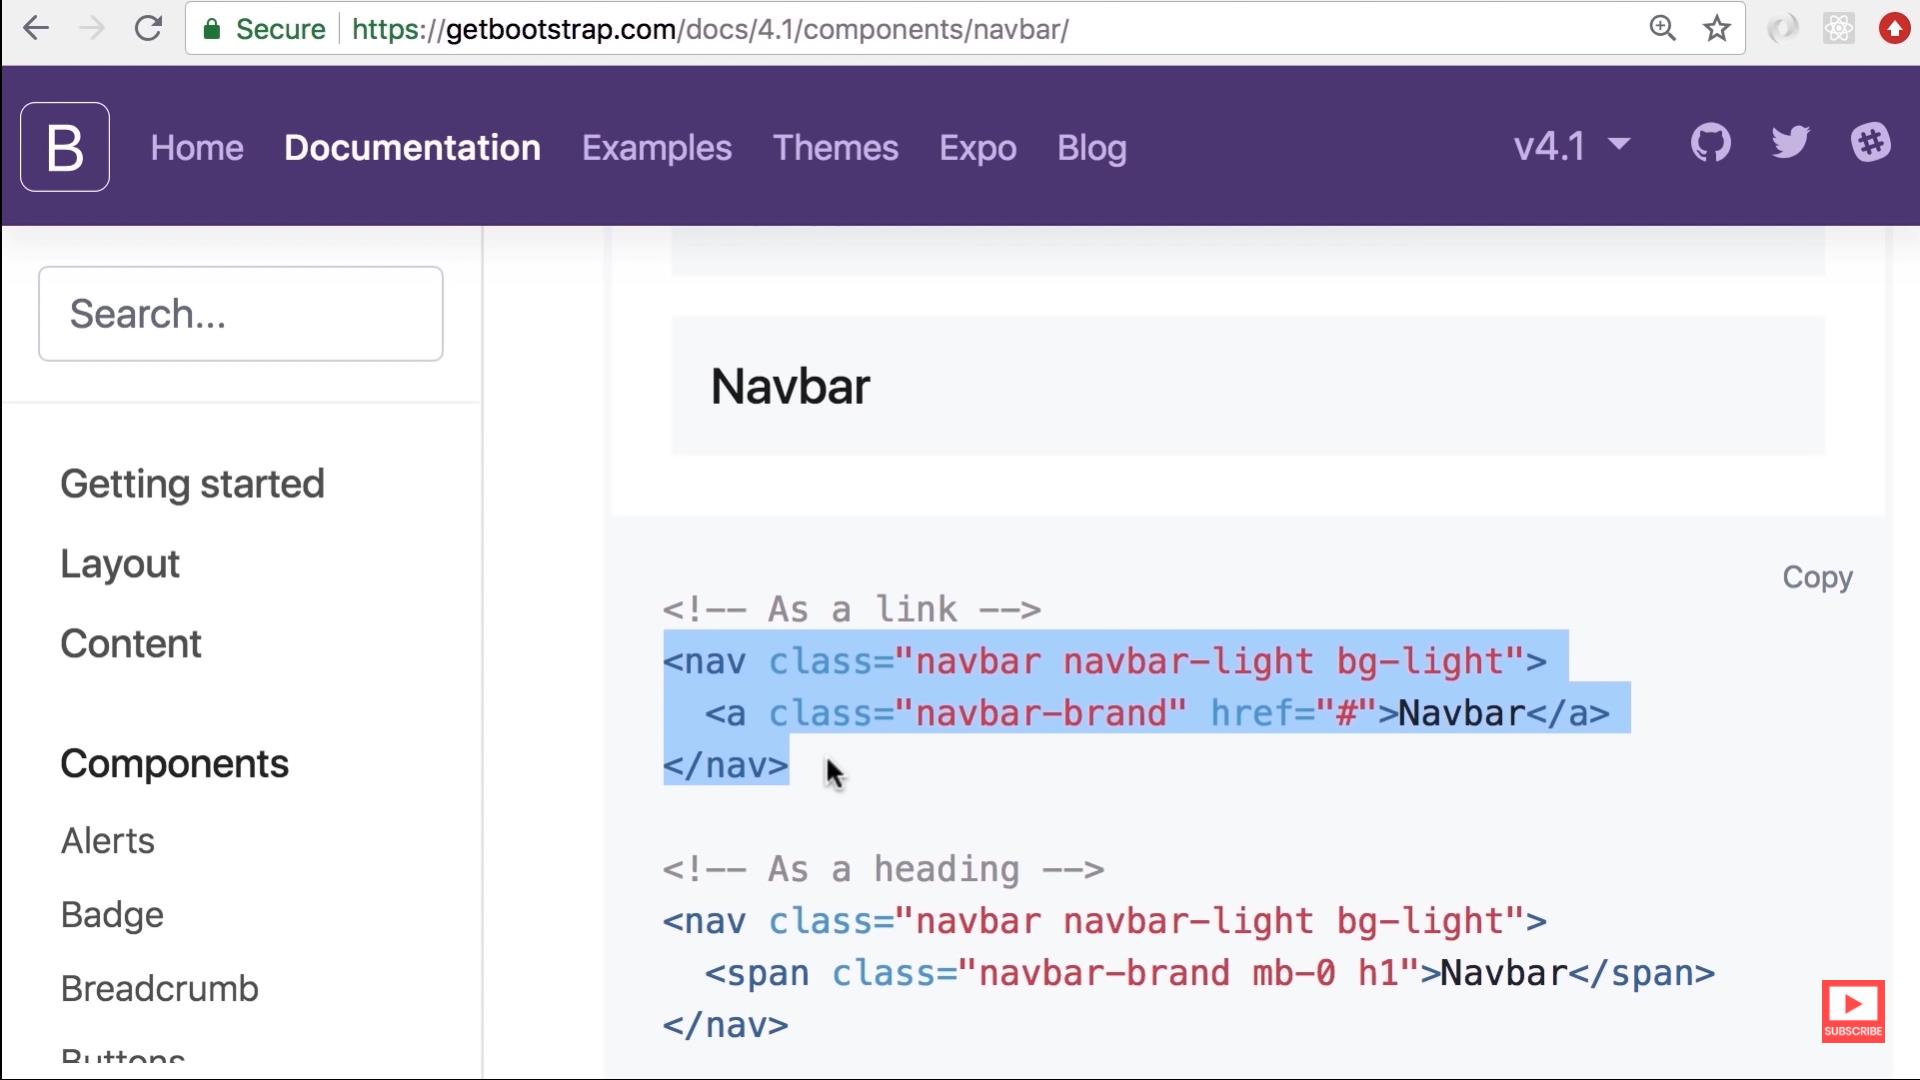 Secure https://getbootstrap.com/docs/4.1/components/navbar/
B Home Documentation Examples Themes Expo Blog v4.1
Search...
Getting started
Layout
Content
Components
Alerts
Badge
Breadcrumb
Buttons
Navbar
Copy
<!-- As a link -->
<nav class="navbar navbar-light bg-light">
  <a class="navbar-brand" href="#">Navbar</a>
</nav>
<!-- As a heading -->
<nav class="navbar navbar-light bg-light">
  <span class="navbar-brand mb-0 h1">Navbar</span>
</nav>
SUBSCRIBE